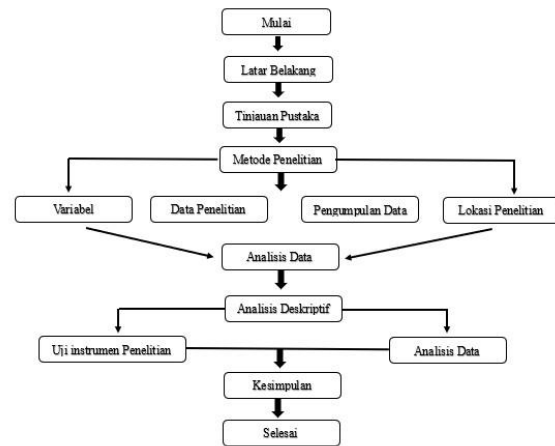 Mulai
Latar Belakang
Tinjauan Pustaka
Metode Penelitian
Variabel
Data Penelitian
Pengumpulan Data
Lokasi Penelitian
Analisis Data
Analisis Deskriptif
Uji instrumen Penelitian
Analisis Data
Kesimpulan
Selesai